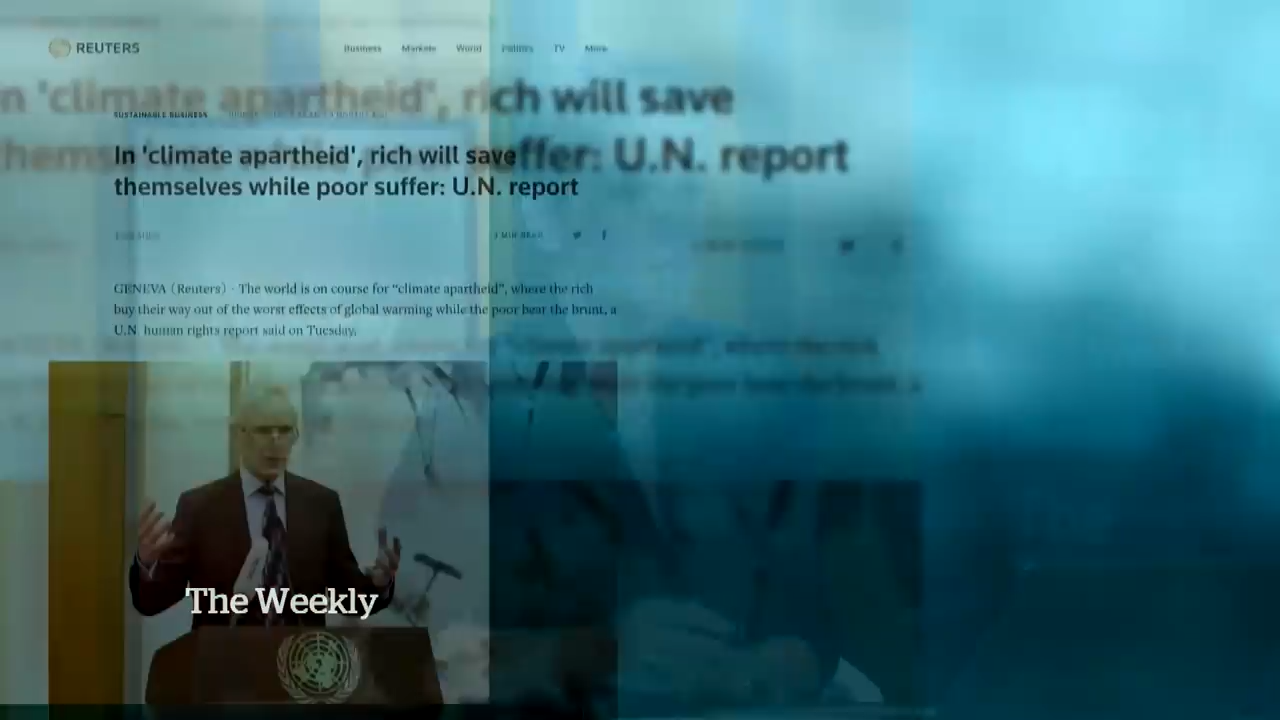 REUTERS
Business Markets World Politics TV More
n 'climate apartheid', rich will save
SUSTAINABLE BUSINESS
In 'climate apartheid', rich will save
hems ffer: U.N. report
themselves while poor suffer: U.N. report
MIN READ
GENEVA (Reuters) - The world is on course for “climate apartheid”, where the rich
buy their way out of the worst effects of global warming while the poor bear the brunt, a
U.N. human rights report said on Tuesday.
The Weekly